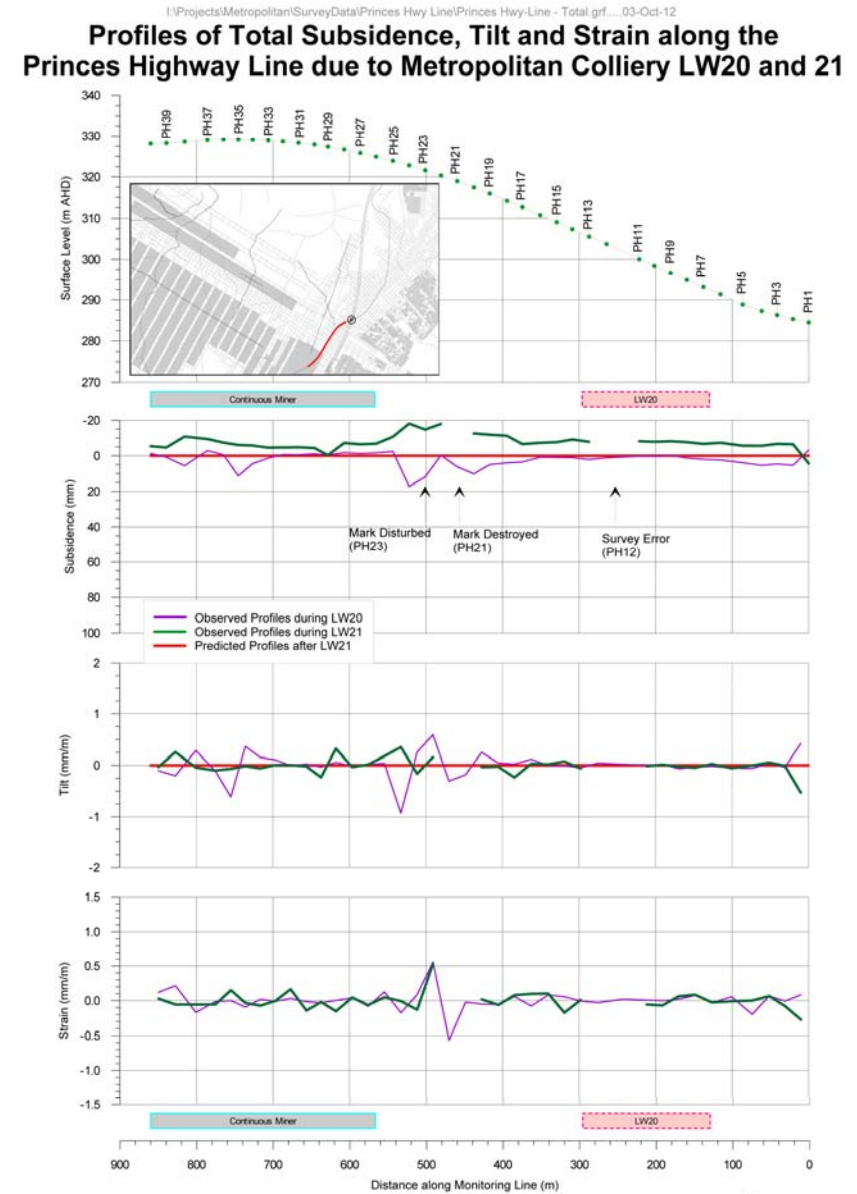 I:\Projects\Metropolitan\SurveyData\Princes Hwy Line\Princes Hwy-Line - Total.grf.....03-Oct-12
Profiles of Total Subsidence, Tilt and Strain along the
Princes Highway Line due to Metropolitan Colliery LW20 and 21
340
330
320
310
300
290
280
270
Surface Level (m AHD)
PH39
PH37
PH35
PH33
PH31
PH29
PH27
PH25
PH23
PH21
PH19
PH17
PH15
PH13
PH11
PH9
PH7
PH5
PH3
PH1
Continuous Miner
LW20
-20
0
20
40
60
80
100
Subsidence (mm)
Mark Disturbed
(PH23)
Mark Destroyed
(PH21)
Survey Error
(PH12)
Observed Profiles during LW20
Observed Profiles during LW21
Predicted Profiles after LW21
2
1
0
-1
-2
Tilt (mm/m)
1.5
1.0
0.5
0.0
-0.5
-1.0
-1.5
Strain (mm/m)
Continuous Miner
LW20
900 800 700 600 500 400 300 200 100 0
Distance along Monitoring Line (m)